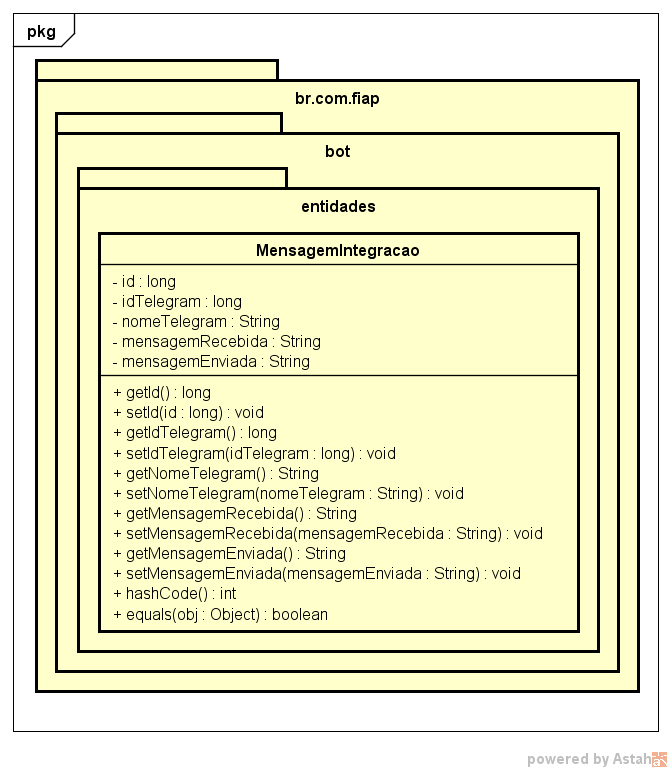 pkg
br.com.fiap
bot
entidades
MensagemIntegracao
- id : long
- idTelegram : long
- nomeTelegram : String
- mensagemRecebida : String
- mensagemEnviada : String
+ getId() : long
+ setId(id : long) : void
+ getIdTelegram() : long
+ setIdTelegram(idTelegram : long) : void
+ getNomeTelegram() : String
+ setNomeTelegram(nomeTelegram : String) : void
+ getMensagemRecebida() : String
+ setMensagemRecebida(mensagemRecebida : String) : void
+ getMensagemEnviada() : String
+ setMensagemEnviada(mensagemEnviada : String) : void
+ hashCode() : int
+ equals(obj : Object) : boolean
powered by Astah